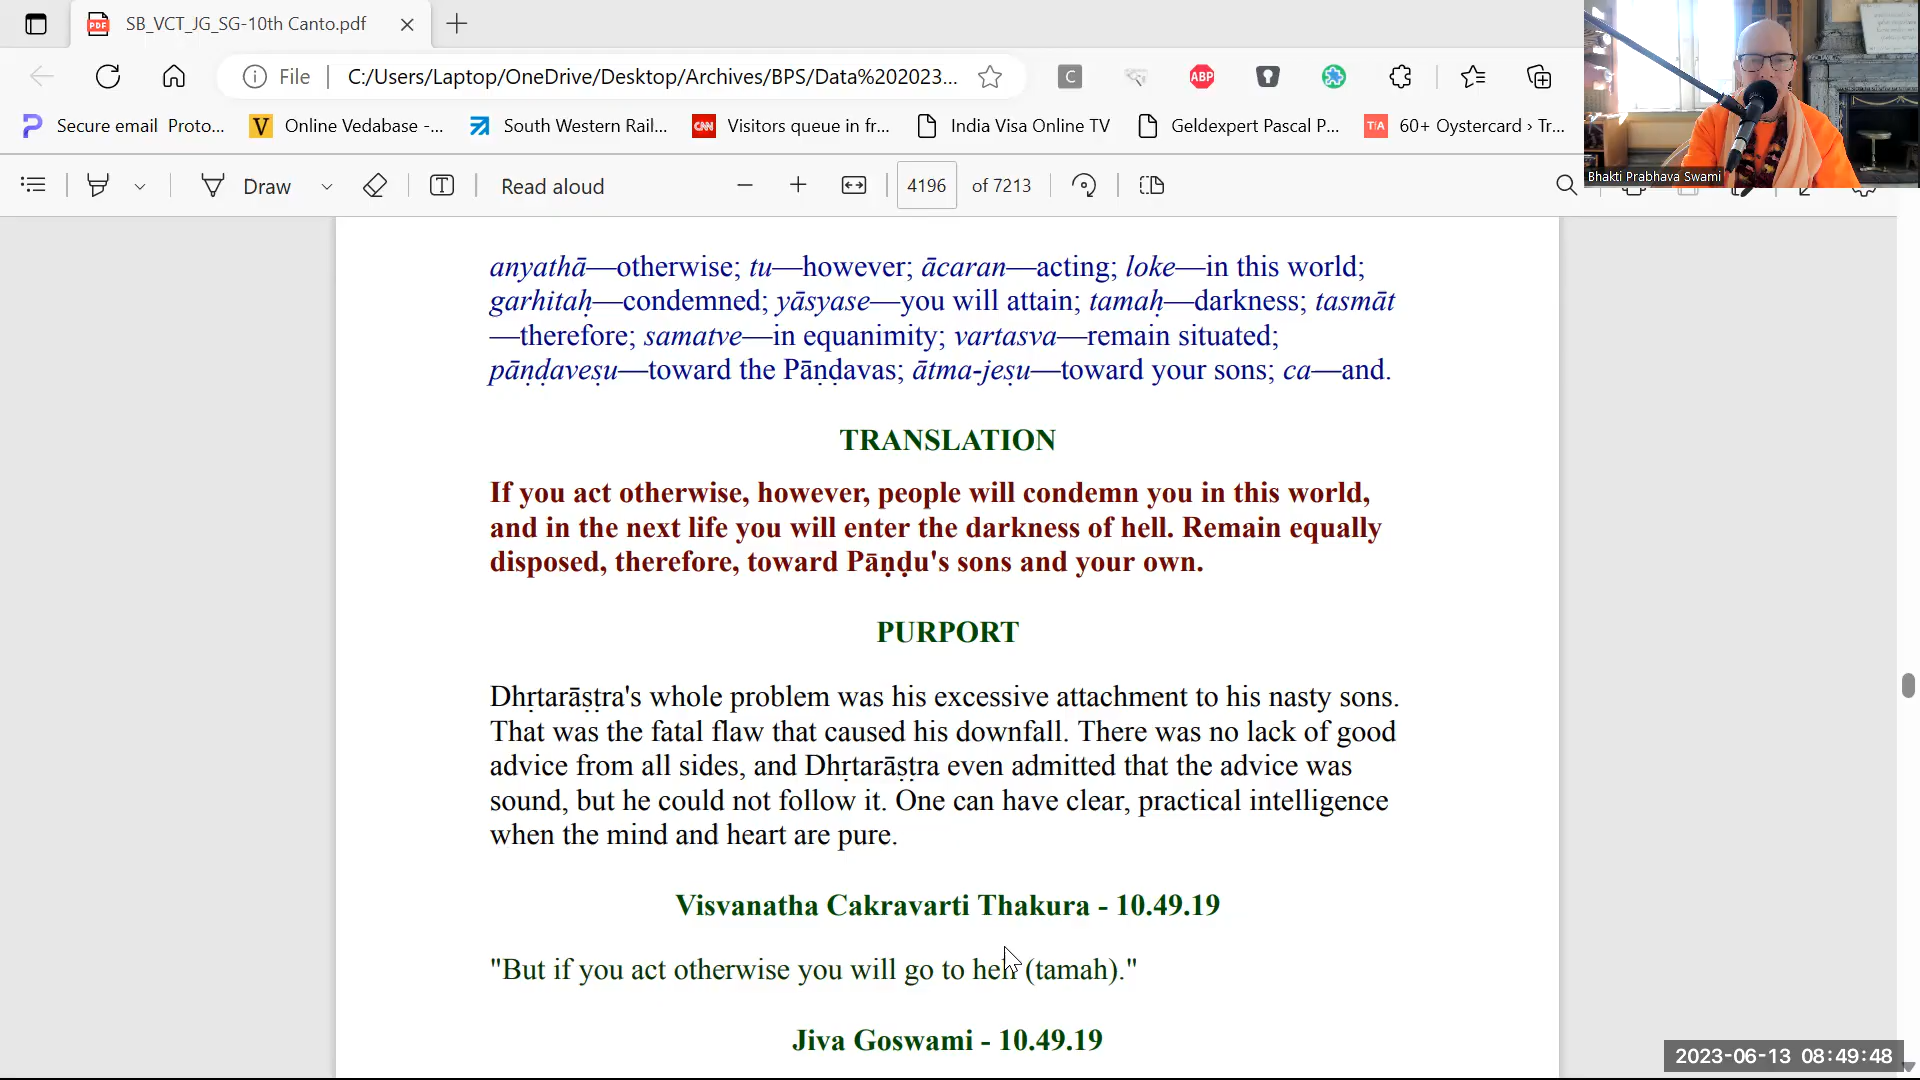 SB_VCT_JG_SG-10th Canto.pdf
File
C:/Users/Laptop/OneDrive/Desktop/Archives/BPS/Data%202023...
Secure email Proto...
Online Vedabase -...
South Western Rail...
Visitors queue in fr...
India Visa Online TV
Geldexpert Pascal P...
60+ Oystercard › Tr...
Bhakti Prabhava Swami
Draw
Read aloud
4196 of 7213
anyathā—otherwise; tu—however; ācaran—acting; loke—in this world;
garhitaḥ—condemned; yāsyase—you will attain; tamaḥ—darkness; tasmāt
—therefore; samatve—in equanimity; vartasva—remain situated;
pāṇḍaveṣu—toward the Pāṇḍavas; ātma-jeṣu—toward your sons; ca—and.
TRANSLATION
If you act otherwise, however, people will condemn you in this world,
and in the next life you will enter the darkness of hell. Remain equally
disposed, therefore, toward Pāṇḍu's sons and your own.
PURPORT
Dhṛtarāṣṭra's whole problem was his excessive attachment to his nasty sons.
That was the fatal flaw that caused his downfall. There was no lack of good
advice from all sides, and Dhṛtarāṣṭra even admitted that the advice was
sound, but he could not follow it. One can have clear, practical intelligence
when the mind and heart are pure.
Visvanatha Cakravarti Thakura - 10.49.19
"But if you act otherwise you will go to hell (tamah)."
Jiva Goswami - 10.49.19
2023-06-13 08:49:48